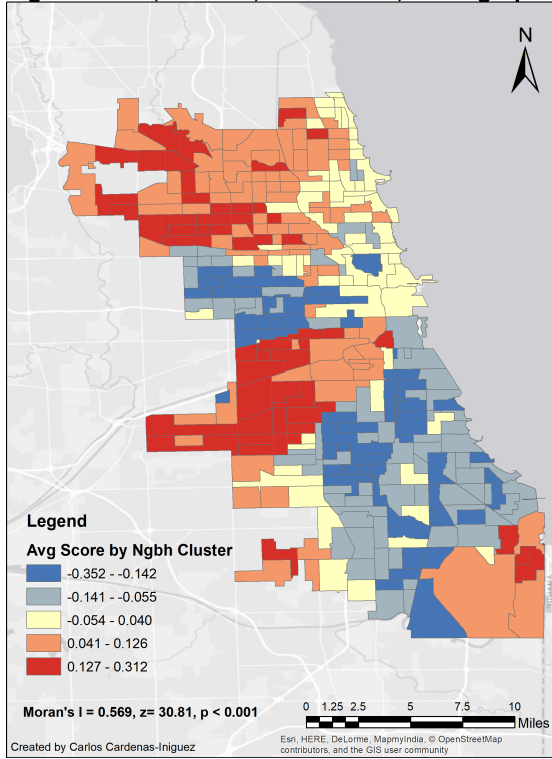 N
Legend
Avg Score by Ngbh Cluster
-0.352 - -0.142
-0.141 - -0.055
-0.054 - 0.040
0.041 - 0.126
0.127 - 0.312
Moran's I = 0.569, z= 30.81, p < 0.001
0 1.25 2.5 5 7.5 10
Miles
Esri, HERE, DeLorme, MapmyIndia, © OpenStreetMap
contributors, and the GIS user community
Created by Carlos Cardenas-Iniguez